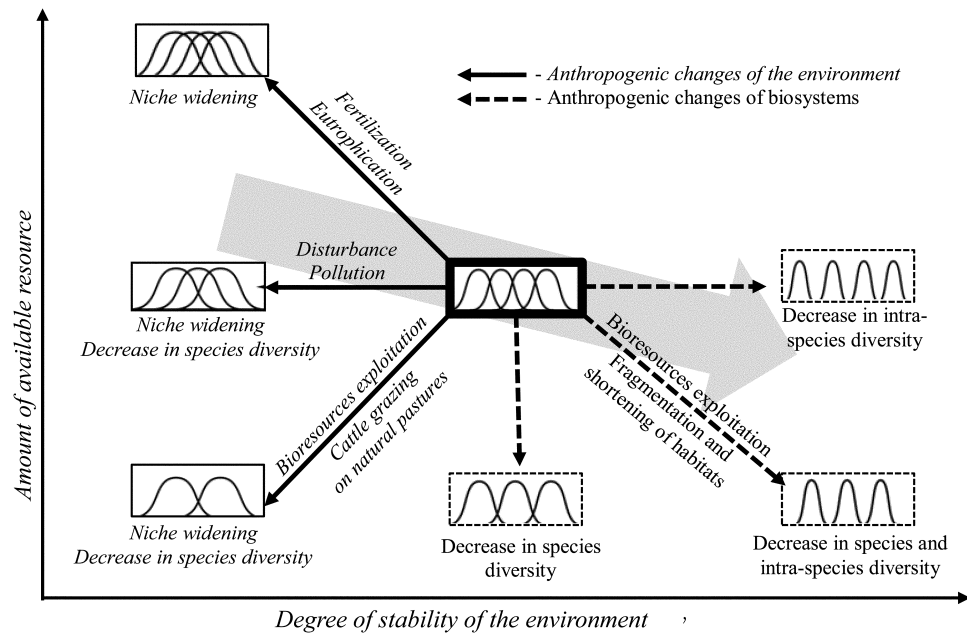 Amount of available resource
Niche widening
- Anthropogenic changes of the environment
- Anthropogenic changes of biosystems
Fertilization
Eutrophication
Disturbance
Pollution
Niche widening
Decrease in species diversity
Decrease in intra-
species diversity
Bioresources exploitation
Cattle grazing
on natural pastures
Bioresources exploitation
Fragmentation and
shortening of habitats
Niche widening
Decrease in species diversity
Decrease in species
diversity
Decrease in species and
intra-species diversity
Degree of stability of the environment ,